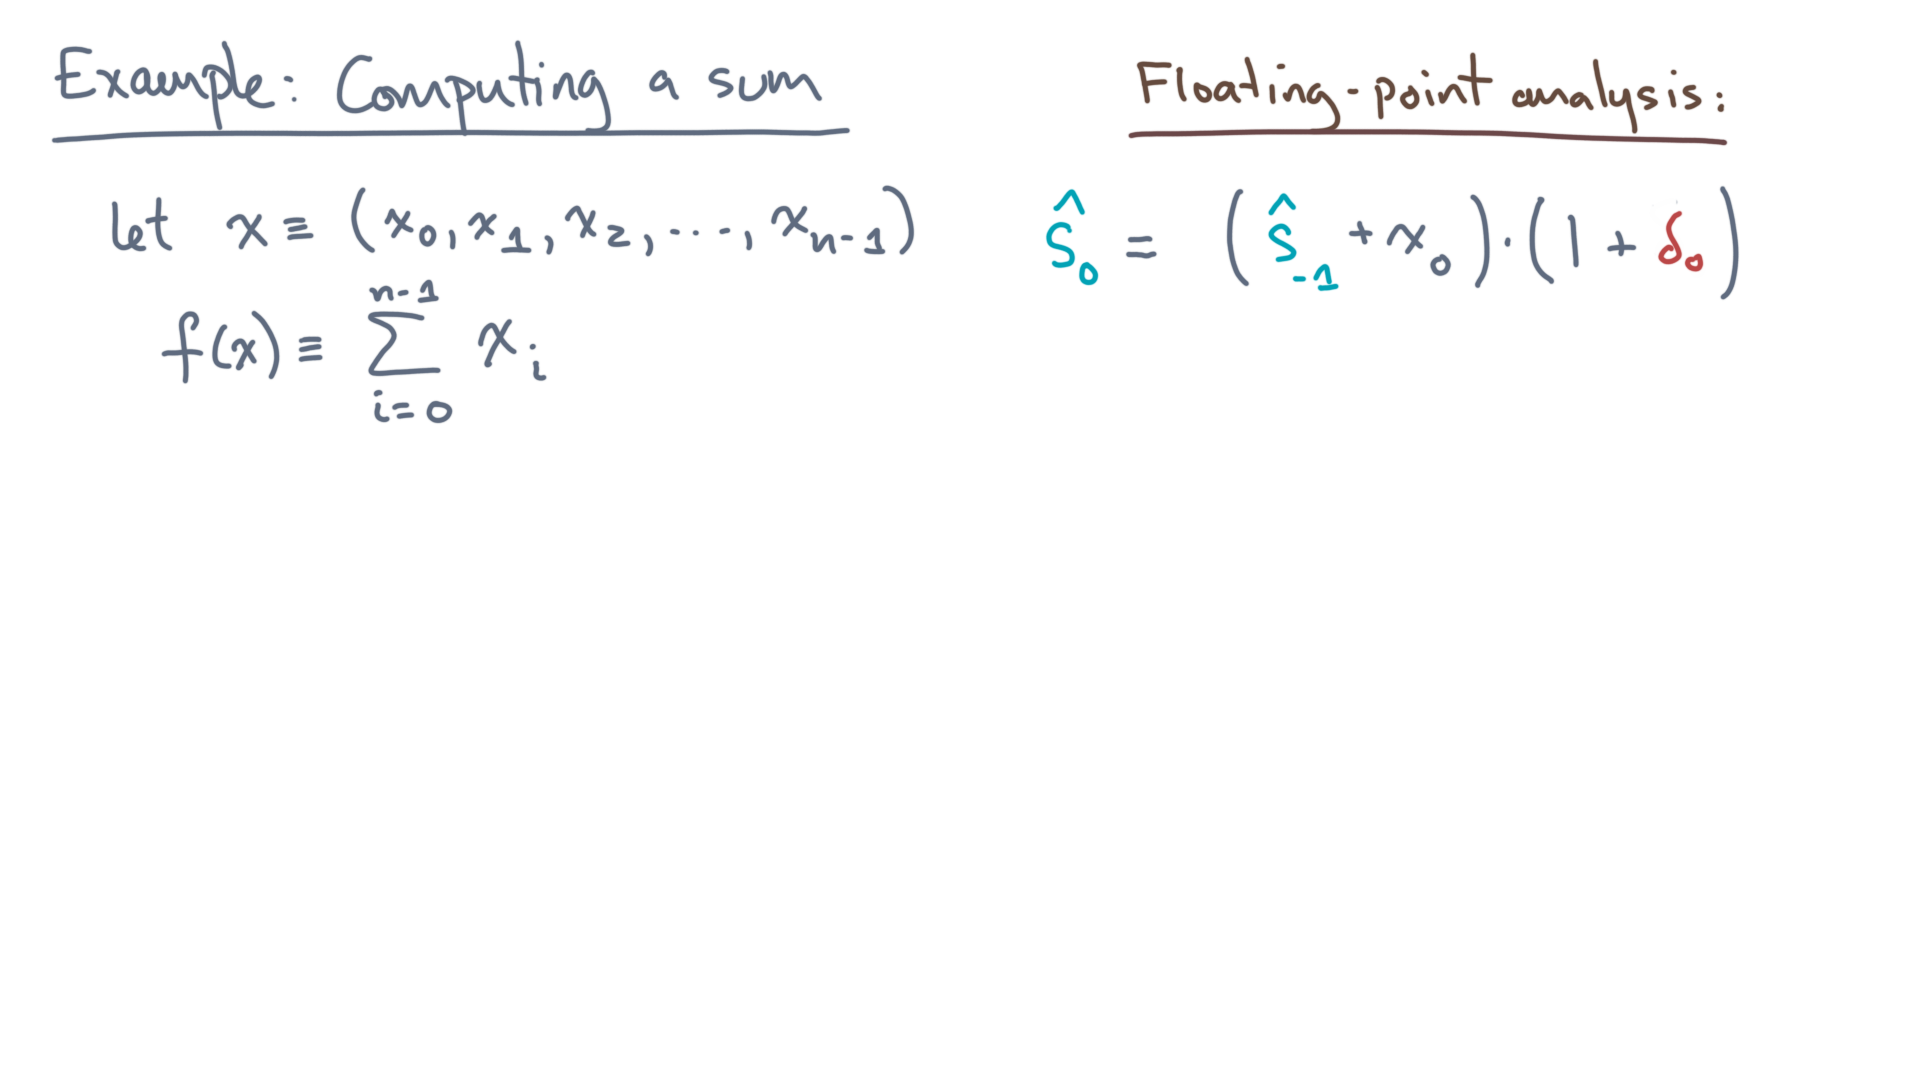 Example: Computing a sum
let x ≡ (x₀, x₁, x₂, ..., xₙ₋₁)
n-1
f(x) ≡ ∑ xᵢ
i=0
Floating-point analysis:
ŝ₀ = (ŝ₋₁ + x₀)·(1 + δ₀)